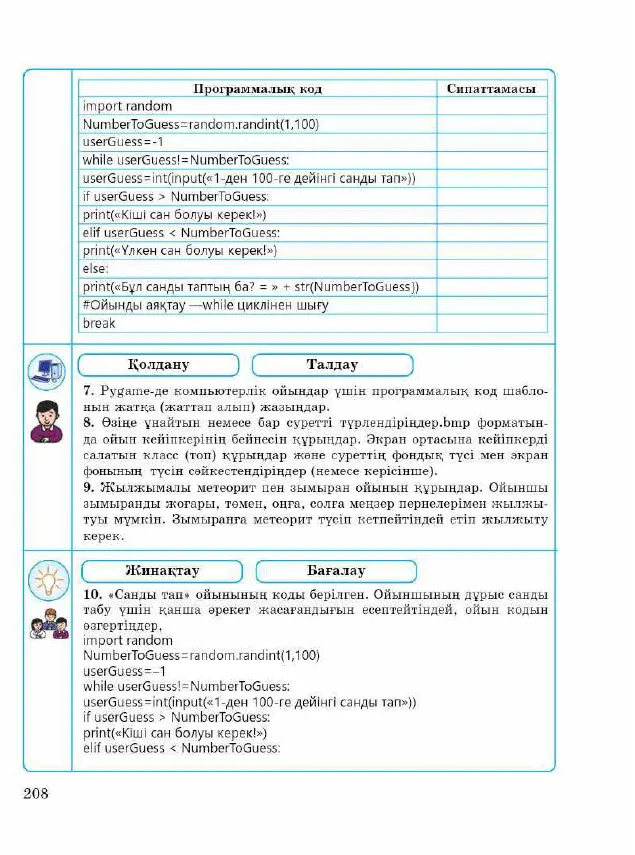 Программалық код Сипаттамасы
import random
NumberToGuess=random.randint(1,100)
userGuess=-1
while userGuess!=NumberToGuess:
userGuess=int(input(«1-ден 100-ге дейінгі санды тап»))
if userGuess > NumberToGuess:
print(«Кіші сан болуы керек!»)
elif userGuess < NumberToGuess:
print(«Үлкен сан болуы керек!»)
else:
print(«Бұл санды таптың ба? = » + str(NumberToGuess))
#Ойынды аяқтау —while циклінен шығу
break
Қолдану Талдау
7. Pygame-де компьютерлік ойындар үшін программалық код шабло-
нын жатқа (жаттап алып) жазыңдар.
8. Өзіңе ұнайтын немесе бар суретті түрлендіріңдер.bmp форматын-
да ойын кейіпкерінің бейнесін құрыңдар. Экран ортасына кейіпкерді
салатын класс (топ) құрыңдар және суреттің фондық түсі мен экран
фонының түсін сәйкестендіріңдер (немесе керісінше).
9. Жылжымалы метеорит пен зымыран ойынын құрыңдар. Ойыншы
зымыранды жоғары, төмен, оңға, солға меңзер пернелерімен жылжы-
туы мүмкін. Зымыранға метеорит түсіп кетпейтіндей етіп жылжыту
керек.
Жинақтау Бағалау
10. «Санды тап» ойынының коды берілген. Ойыншының дұрыс санды
табу үшін қанша әрекет жасағандығын есептейтіндей, ойын кодын
өзгертіңдер,
import random
NumberToGuess=random.randint(1,100)
userGuess=–1
while userGuess!=NumberToGuess:
userGuess=int(input(«1-ден 100-ге дейінгі санды тап»))
if userGuess > NumberToGuess:
print(«Кіші сан болуы керек!»)
elif userGuess < NumberToGuess:
208